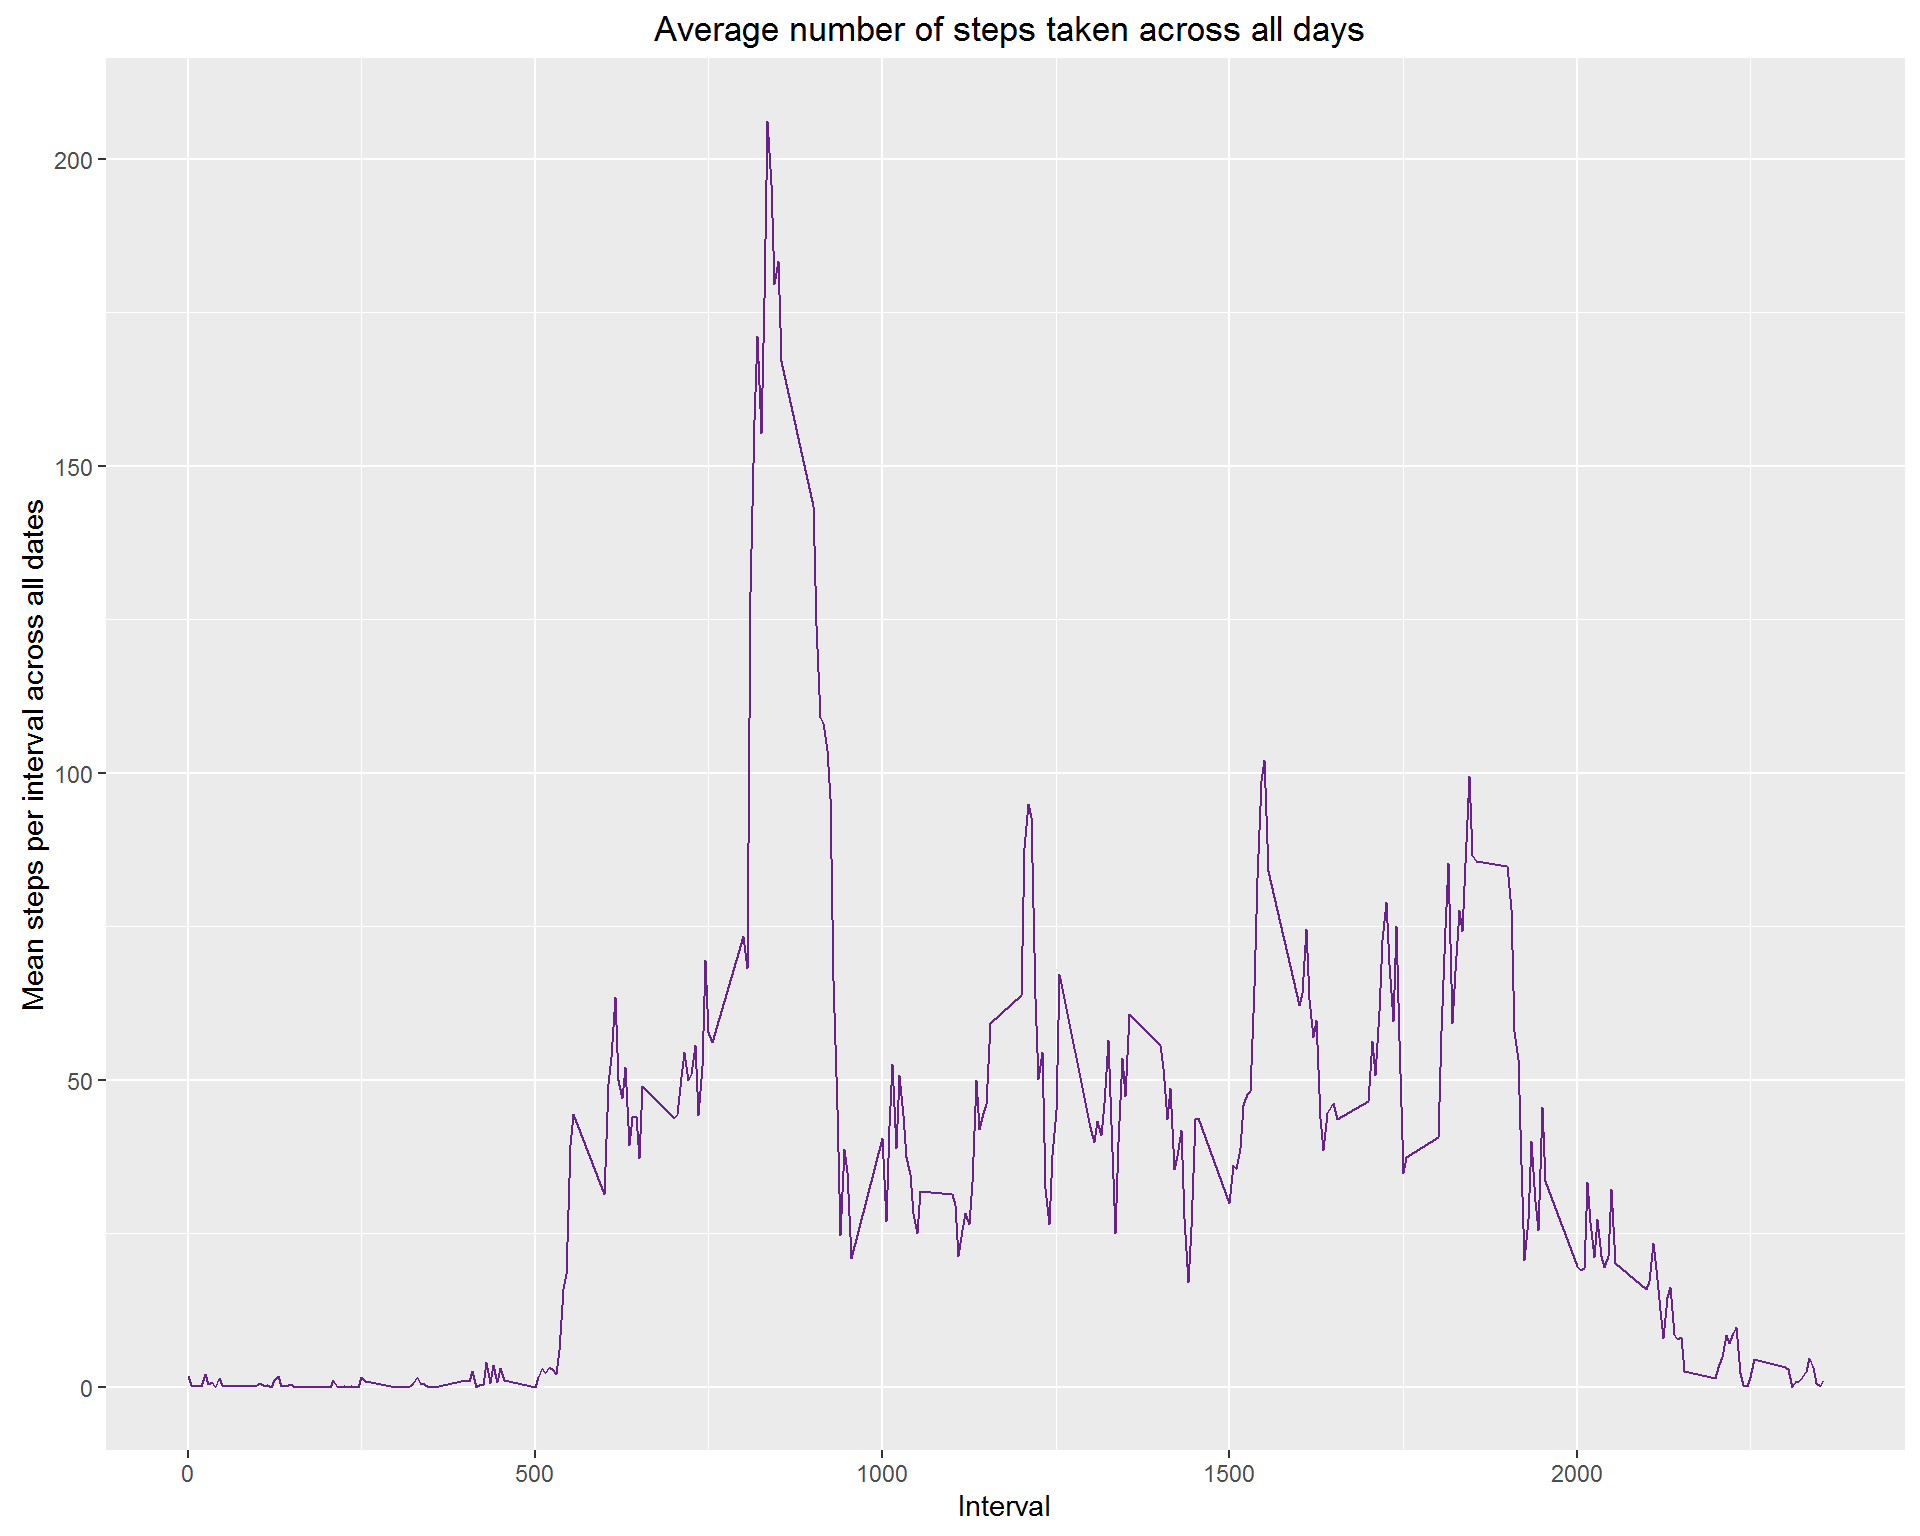 Average number of steps taken across all days
Mean steps per interval across all dates
200
150
100
50
0
0 500 1000 1500 2000
Interval